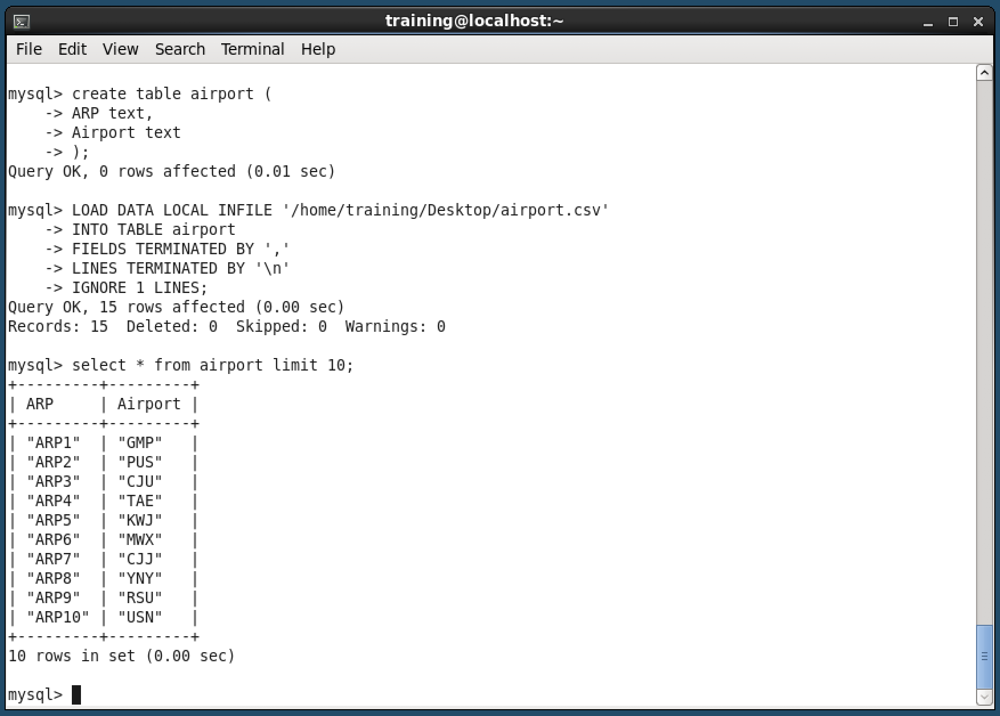 training@localhost:~
File Edit View Search Terminal Help
mysql> create table airport (
    -> ARP text,
    -> Airport text
    -> );
Query OK, 0 rows affected (0.01 sec)
mysql> LOAD DATA LOCAL INFILE '/home/training/Desktop/airport.csv'
    -> INTO TABLE airport
    -> FIELDS TERMINATED BY ','
    -> LINES TERMINATED BY '\n'
    -> IGNORE 1 LINES;
Query OK, 15 rows affected (0.00 sec)
Records: 15  Deleted: 0  Skipped: 0  Warnings: 0
mysql> select * from airport limit 10;
+---------+---------+
| ARP     | Airport |
+---------+---------+
| "ARP1"  | "GMP"   |
| "ARP2"  | "PUS"   |
| "ARP3"  | "CJU"   |
| "ARP4"  | "TAE"   |
| "ARP5"  | "KWJ"   |
| "ARP6"  | "MWX"   |
| "ARP7"  | "CJJ"   |
| "ARP8"  | "YNY"   |
| "ARP9"  | "RSU"   |
| "ARP10" | "USN"   |
+---------+---------+
10 rows in set (0.00 sec)
mysql>